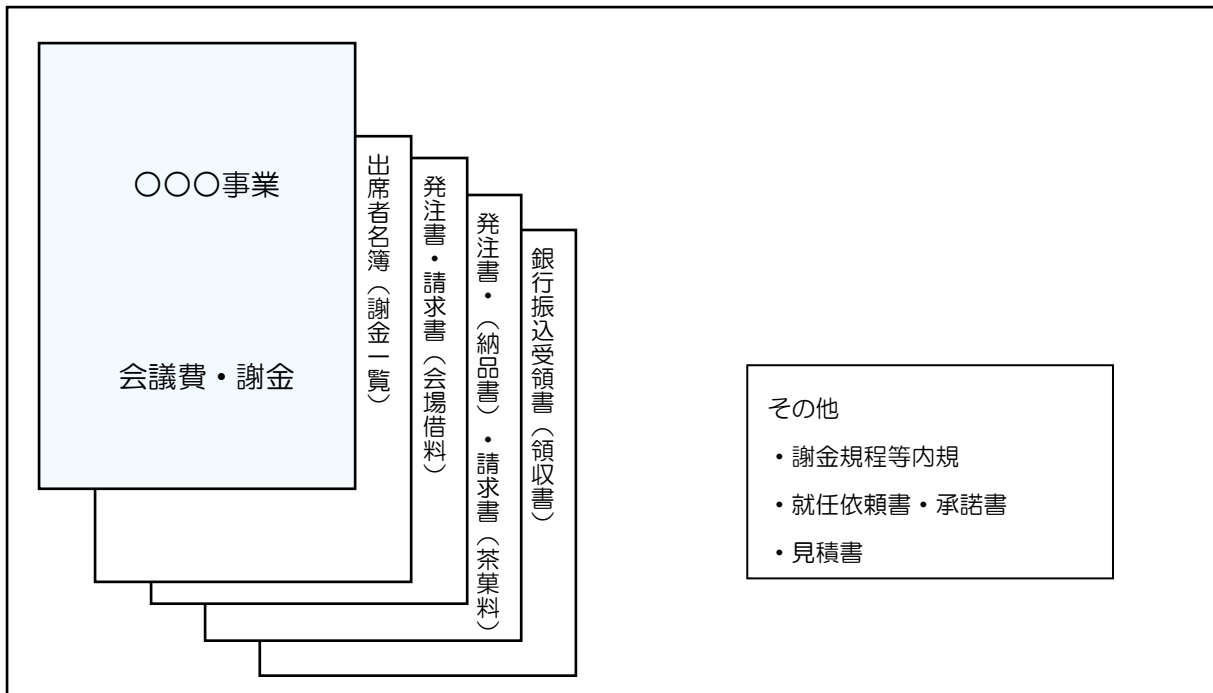 〇〇〇事業
会議費・謝金
出席者名簿（謝金一覧）
発注書・請求書（会場借料）
発注書・（納品書）・請求書（茶菓料）
銀行振込受領書（領収書）
その他
・謝金規程等内規
・就任依頼書・承諾書
・見積書